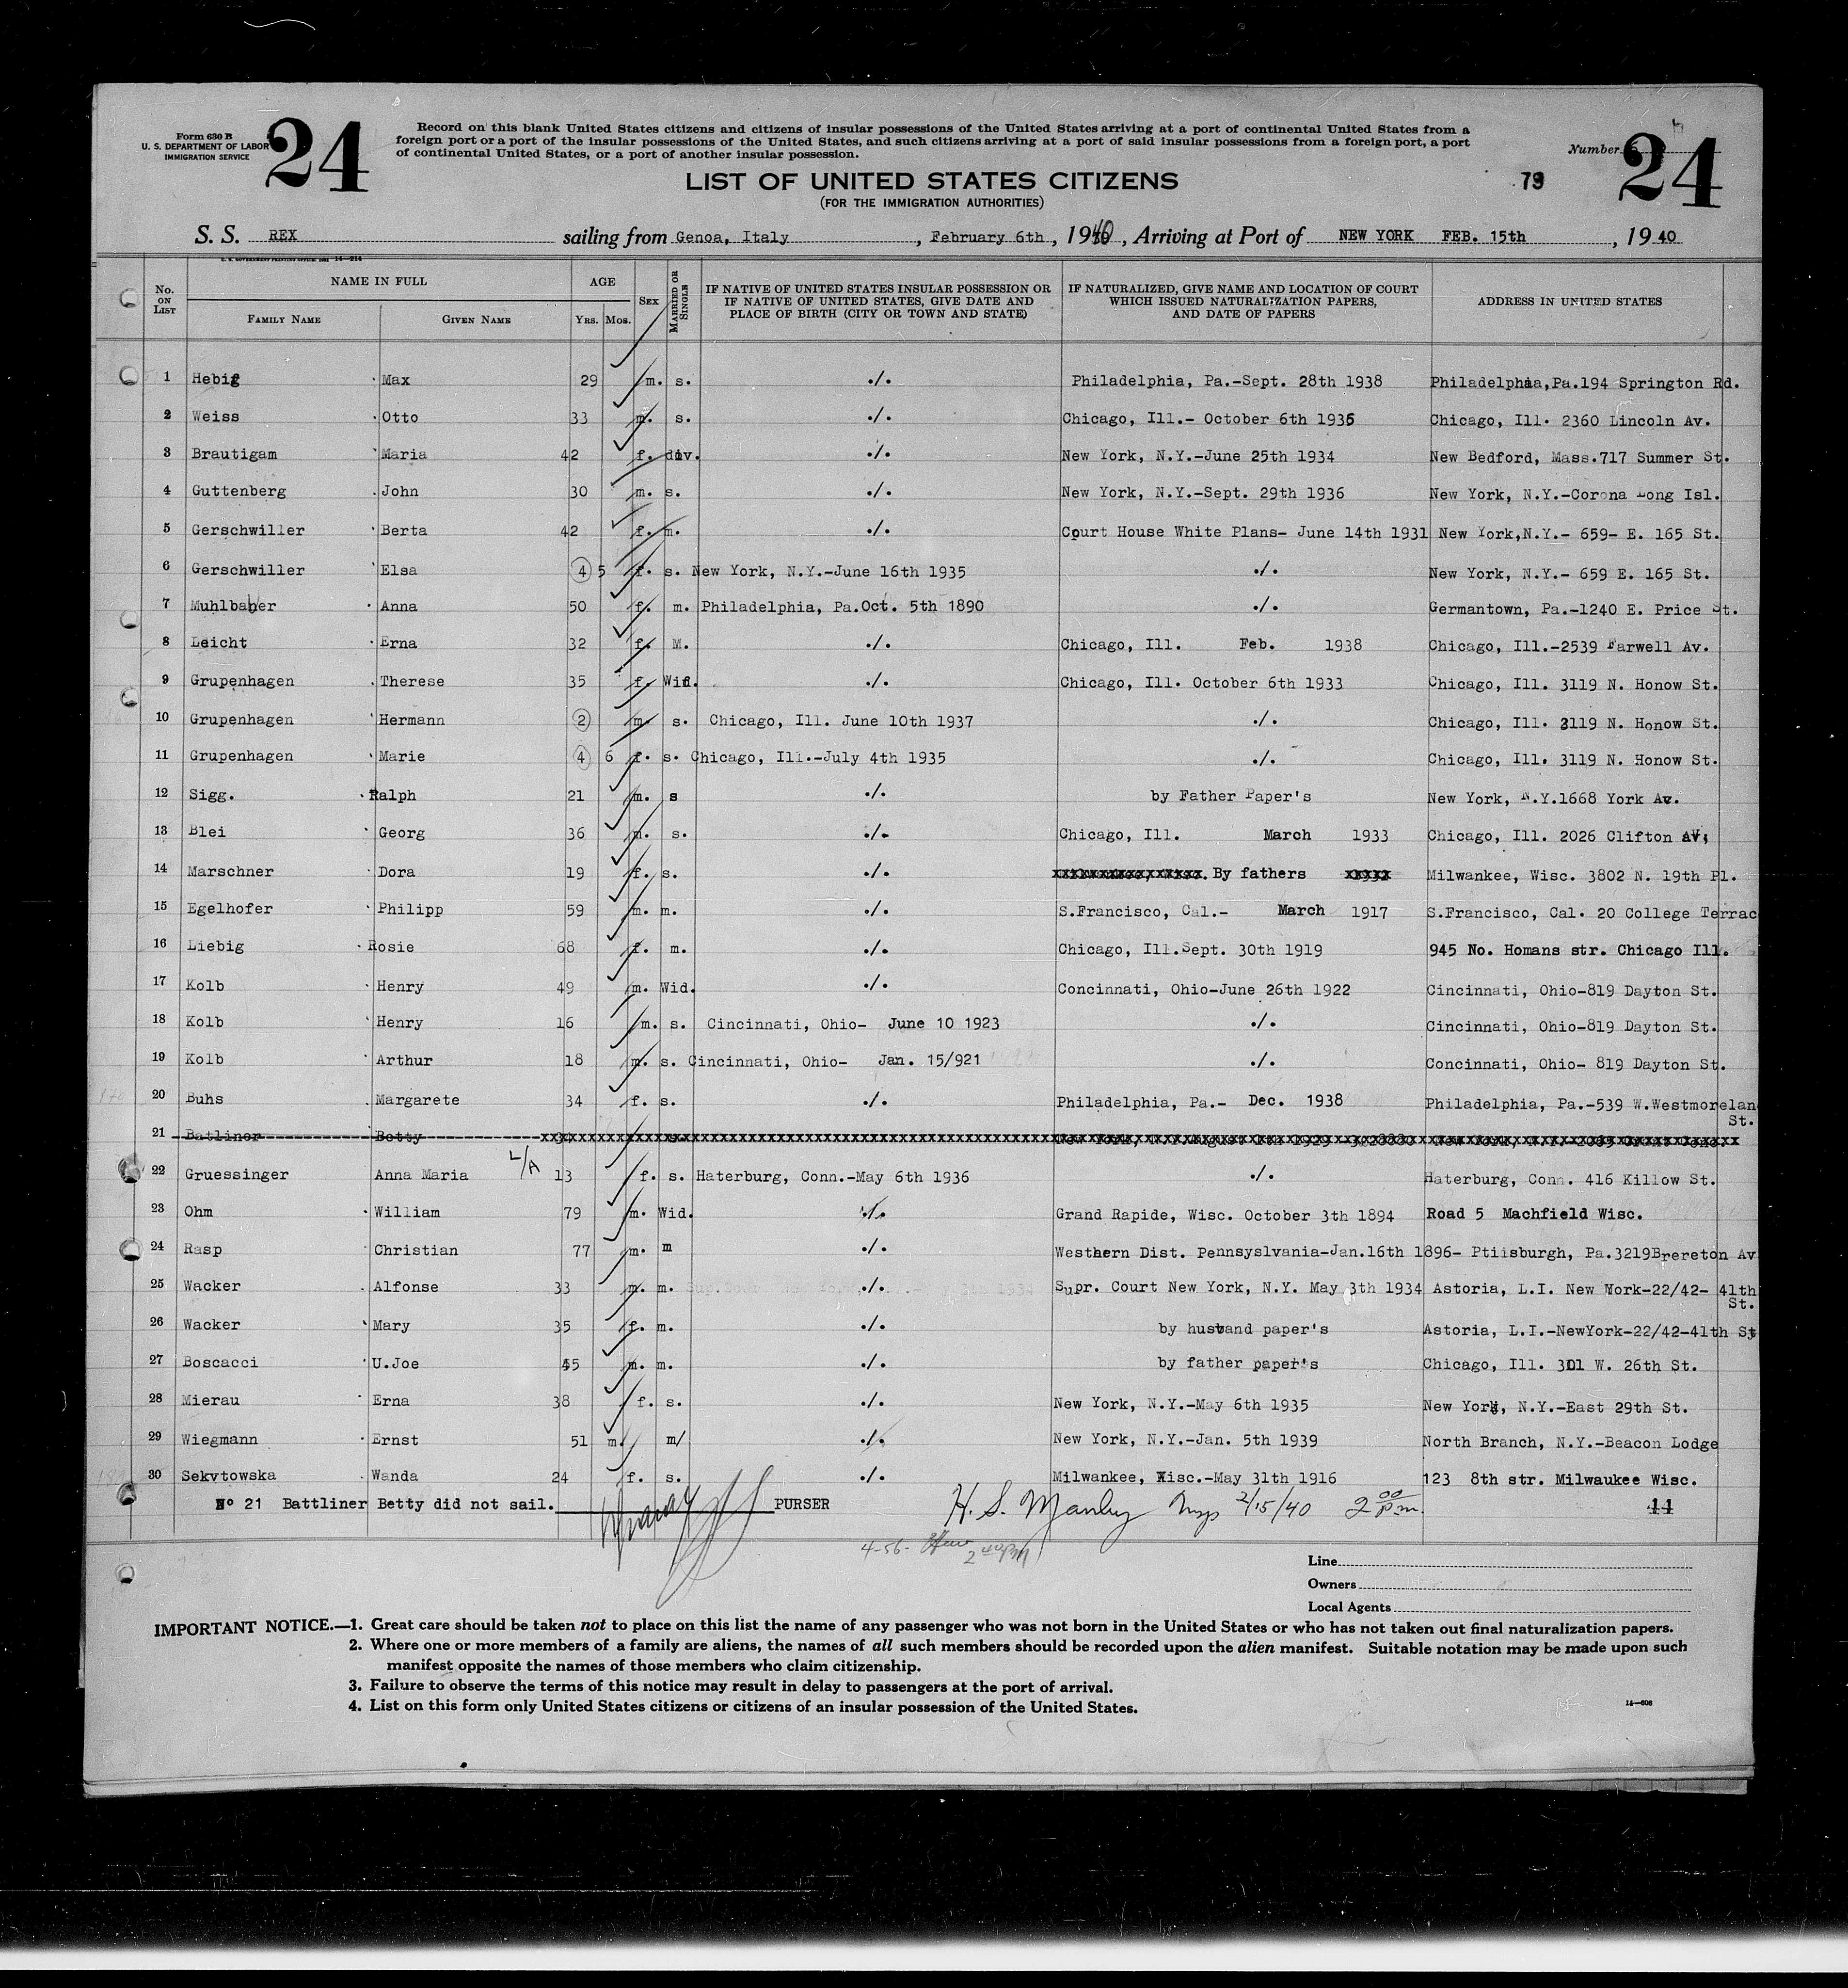 Form 630 B
U. S. DEPARTMENT OF LABOR
IMMIGRATION SERVICE
24
Record on this blank United States citizens and citizens of insular possessions of the United States arriving at a port of continental United States from a
foreign port or a port of the insular possessions of the United States, and such citizens arriving at a port of said insular possessions from a foreign port, a port
of continental United States, or a port of another insular possession.
Number 24
LIST OF UNITED STATES CITIZENS
79
(FOR THE IMMIGRATION AUTHORITIES)
S. S. REX sailing from Genoa, Italy, February 6th, 1940, Arriving at Port of NEW YORK FEB. 15th, 1940
No. ON LIST NAME IN FULL FAMILY NAME GIVEN NAME AGE YRS. MOS. SEX MARRIED OR SINGLE IF NATIVE OF UNITED STATES INSULAR POSSESSION OR IF NATIVE OF UNITED STATES, GIVE DATE AND PLACE OF BIRTH (CITY OR TOWN AND STATE) IF NATURALIZED, GIVE NAME AND LOCATION OF COURT WHICH ISSUED NATURALIZATION PAPERS, AND DATE OF PAPERS ADDRESS IN UNITED STATES
1 Hebig Max 29 m. s. ./. Philadelphia, Pa.-Sept. 28th 1938 Philadelphia,Pa.194 Springton Rd.
2 Weiss Otto 33 m. s. ./. Chicago, Ill.- October 6th 1936 Chicago, Ill. 2360 Lincoln Av.
3 Brautigam Maria 42 f. div. ./. New York, N.Y.-June 25th 1934 New Bedford, Mass.717 Summer St.
4 Guttenberg John 30 m. s. ./. New York, N.Y.-Sept. 29th 1936 New York, N.Y.-Corona Long Isl.
5 Gerschwiller Berta 42 f. m. ./. Court House White Plans- June 14th 1931 New York,N.Y.- 659- E. 165 St.
6 Gerschwiller Elsa 4 5 f. s. New York, N.Y.-June 16th 1935 ./. New York, N.Y.- 659 E. 165 St.
7 Muhlbauer Anna 50 f. m. Philadelphia, Pa.Oct. 5th 1890 ./. Germantown, Pa.-1240 E. Price St.
8 Leicht Erna 32 f. M. ./. Chicago, Ill. Feb. 1938 Chicago, Ill.-2539 Farwell Av.
9 Grupenhagen Therese 35 f. Wid. ./. Chicago, Ill. October 6th 1933 Chicago, Ill. 3119 N. Honow St.
10 Grupenhagen Hermann 2 m. s. Chicago, Ill. June 10th 1937 ./. Chicago, Ill. 3119 N. Honow St.
11 Grupenhagen Marie 4 6 f. s. Chicago, Ill.-July 4th 1935 ./. Chicago, Ill. 3119 N. Honow St.
12 Sigg. Ralph 21 m. s ./. by Father Paper's New York, N.Y.1668 York Av.
13 Blei Georg 36 m. s. ./. Chicago, Ill. March 1933 Chicago, Ill. 2026 Clifton AV.
14 Marschner Dora 19 f. s. ./. By fathers Milwankee, Wisc. 3802 N. 19th Pl.
15 Egelhofer Philipp 59 m. m. ./. S.Francisco, Cal.- March 1917 S.Francisco, Cal. 20 College Terrac
16 Liebig Rosie 68 f. m. ./. Chicago, Ill.Sept. 30th 1919 945 No. Homans str. Chicago Ill.
17 Kolb Henry 49 m. Wid. ./. Concinnati, Ohio-June 26th 1922 Cincinnati, Ohio-819 Dayton St.
18 Kolb Henry 16 m. s. Cincinnati, Ohio- June 10 1923 ./. Cincinnati, Ohio-819 Dayton St.
19 Kolb Arthur 18 m. s. Cincinnati, Ohio- Jan. 15/921 ./. Concinnati, Ohio- 819 Dayton St.
20 Buhs Margarete 34 f. s. ./. Philadelphia, Pa.- Dec. 1938 Philadelphia, Pa.-539 W.Westmorelan
St.
21 Batliner Betty
22 Gruessinger Anna Maria L/A 13 f. s. Haterburg, Conn.-May 6th 1936 ./. Haterburg, Conn. 416 Killow St.
23 Ohm William 79 m. Wid. ./. Grand Rapide, Wisc. October 3th 1894 Road 5 Machfield Wisc.
24 Rasp Christian 77 m. m ./. Westhern Dist. Pennsyslvania-Jan.16th 1896- Ptiisburgh, Pa.3219Brereton Av
25 Wacker Alfonse 33 m. m. ./. Supr. Court New York, N.Y. May 3th 1934 Astoria, L.I. New York-22/42- 41th
St.
26 Wacker Mary 35 f. m. ./. by husband paper's Astoria, L.I.-NewYork-22/42-41th St
27 Boscacci U.Joe 45 m. m. ./. by father paper's Chicago, Ill. 301 W. 26th St.
28 Mierau Erna 38 f. s. ./. New York, N.Y.-May 6th 1935 New York, N.Y.-East 29th St.
29 Wiegmann Ernst 51 m. m/ ./. New York, N.Y.-Jan. 5th 1939 North Branch, N.Y.-Beacon Lodge
30 Sekvtowska Wanda 24 f. s. ./. Milwankee, Wisc.-May 31th 1916 123 8th str. Milwaukee Wisc.
No 21 Battliner Betty did not sail. PURSER H. S. Manley Insp 2/15/40 2 00 p.m. 11
4-56-
Line
Owners
Local Agents
IMPORTANT NOTICE.—1. Great care should be taken not to place on this list the name of any passenger who was not born in the United States or who has not taken out final naturalization papers.
2. Where one or more members of a family are aliens, the names of all such members should be recorded upon the alien manifest. Suitable notation may be made upon such
manifest opposite the names of those members who claim citizenship.
3. Failure to observe the terms of this notice may result in delay to passengers at the port of arrival.
4. List on this form only United States citizens or citizens of an insular possession of the United States.
14—608